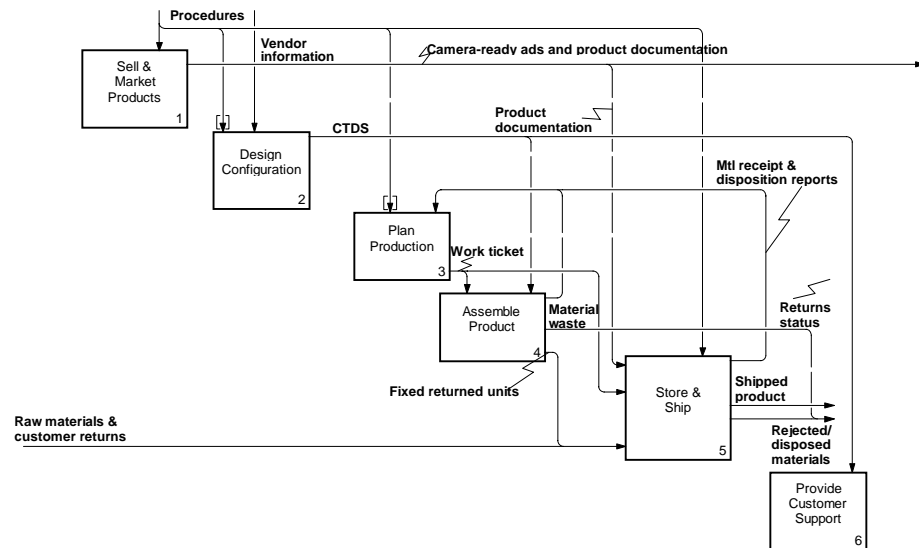 Procedures
Vendor
information
Camera-ready ads and product documentation
Sell &
Market
Products
1
Product
documentation
CTDS
Design
Configuration
2
Mtl receipt &
disposition reports
Plan
Production
3
Work ticket
Assemble
Product
4
Material
waste
Returns
status
Fixed returned units
Store &
Ship
5
Shipped
product
Raw materials &
customer returns
Rejected/
disposed
materials
Provide
Customer
Support
6